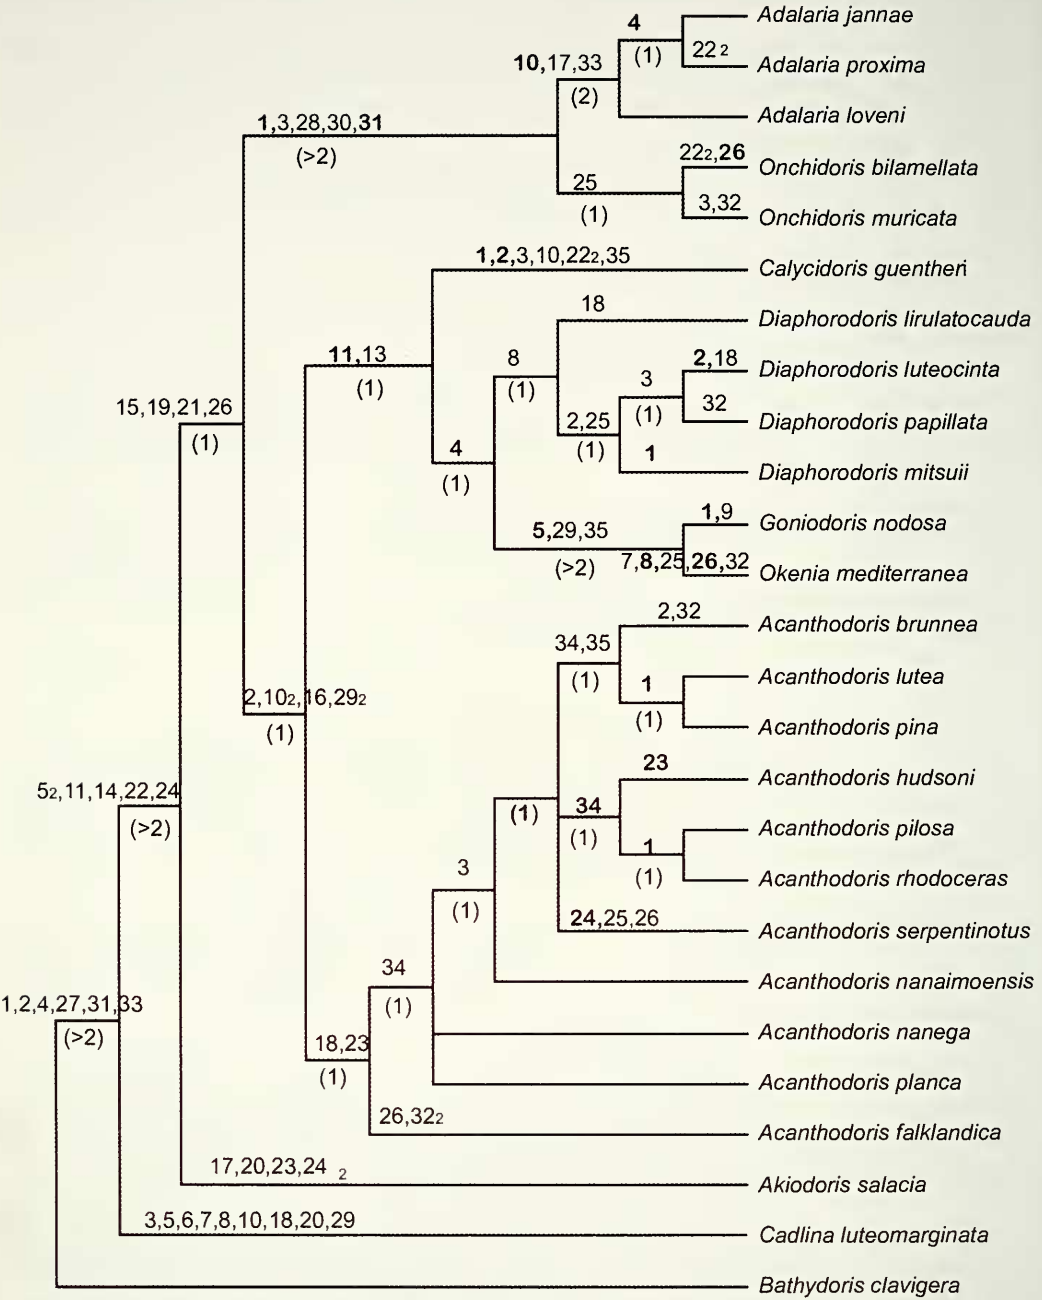 4
Adalaria jannae
(1)
22 2
Adalaria proxima
10,17,33
(2)
Adalaria loveni
1,3,28,30,31
(>2)
222,26
Onchidoris bilamellata
25
(1)
3,32
Onchidoris muricata
1,2,3,10,222,35
Calycidoris guentheri
18
Diaphorodoris lirulatocauda
11,13
(1)
8
(1)
3
(1)
2,18
Diaphorodoris luteocinta
32
Diaphorodoris papillata
15,19,21,26
(1)
2,25
(1)
4
(1)
1
Diaphorodoris mitsuii
5,29,35
(>2)
1,9
Goniodoris nodosa
7,8,25,26,32
Okenia mediterranea
2,32
Acanthodoris brunnea
34,35
(1)
1
(1)
Acanthodoris lutea
2,102,16,292
(1)
Acanthodoris pina
23
Acanthodoris hudsoni
52,11,14,22,24
(>2)
(1)
34
(1)
Acanthodoris pilosa
1
(1)
Acanthodoris rhodoceras
3
(1)
24,25,26
Acanthodoris serpentinotus
34
(1)
Acanthodoris nanaimoensis
1,2,4,27,31,33
(>2)
18,23
(1)
Acanthodoris nanega
Acanthodoris planca
26,322
Acanthodoris falklandica
17,20,23,24 2
Akiodoris salacia
3,5,6,7,8,10,18,20,29
Cadlina luteomarginata
Bathydoris clavigera